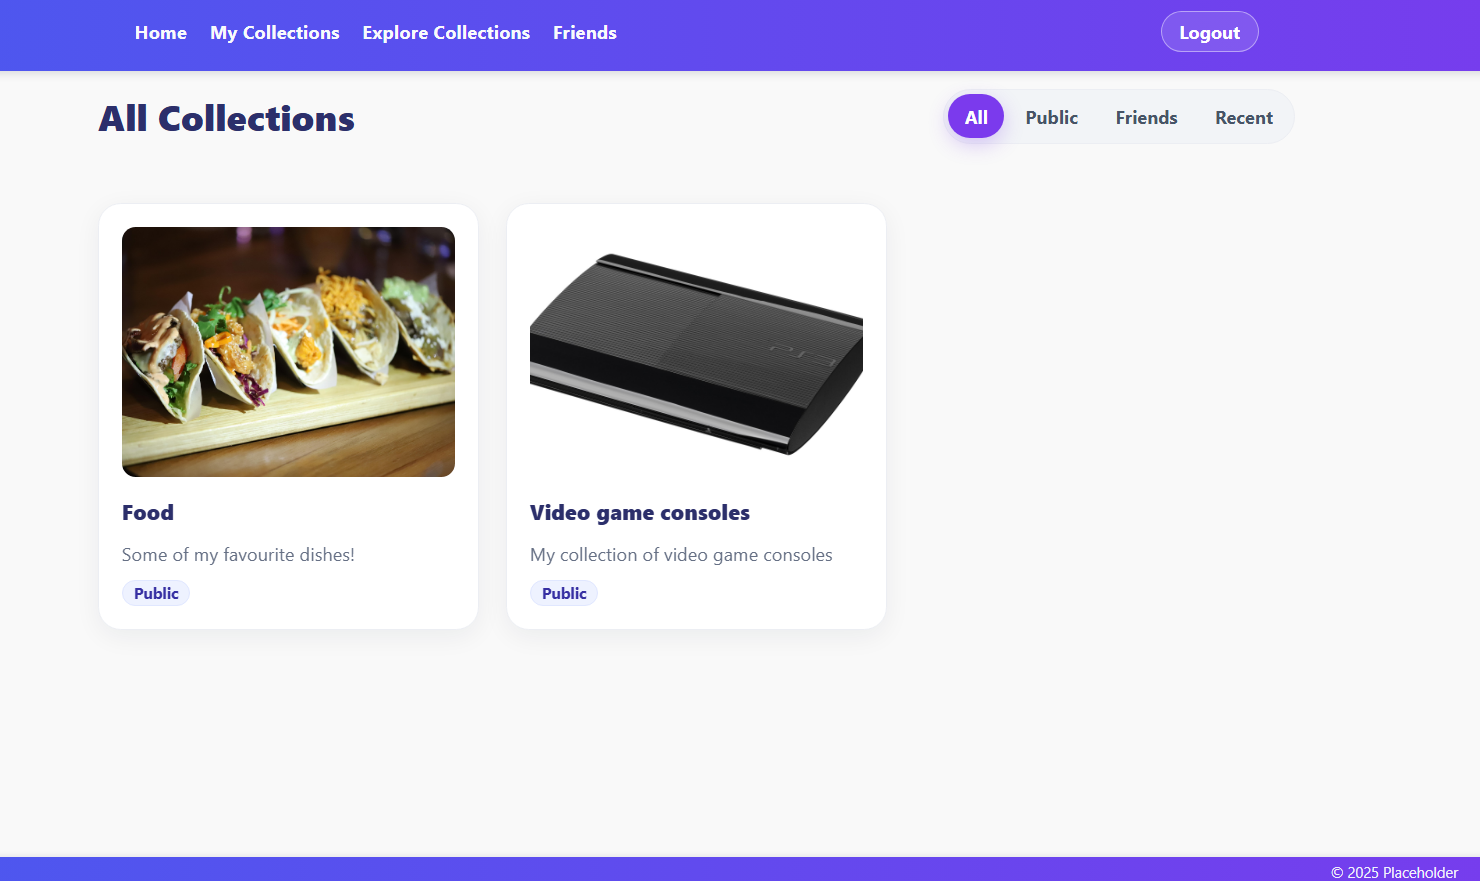 Home My Collections Explore Collections Friends Logout
All Collections
All Public Friends Recent
PS3
Food
Some of my favourite dishes!
Public
Video game consoles
My collection of video game consoles
Public
© 2025 Placeholder